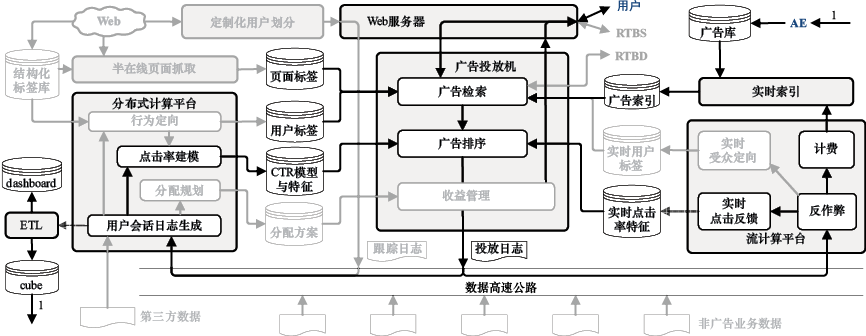 Web
定制化用户划分
Web服务器
用户
RTBS
RTBD
广告库
AE
1
结构化
标签库
半在线页面抓取
页面标签
广告投放机
广告检索
广告索引
实时索引
分布式计算平台
行为定向
用户标签
点击率建模
广告排序
实时用户
标签
实时
受众定向
计费
dashboard
CTR模型
与特征
分配规划
收益管理
ETL
用户会话日志生成
分配方案
实时点击
率特征
实时
点击反馈
反作弊
流计算平台
跟踪日志
投放日志
cube
1
数据高速公路
第三方数据
非广告业务数据